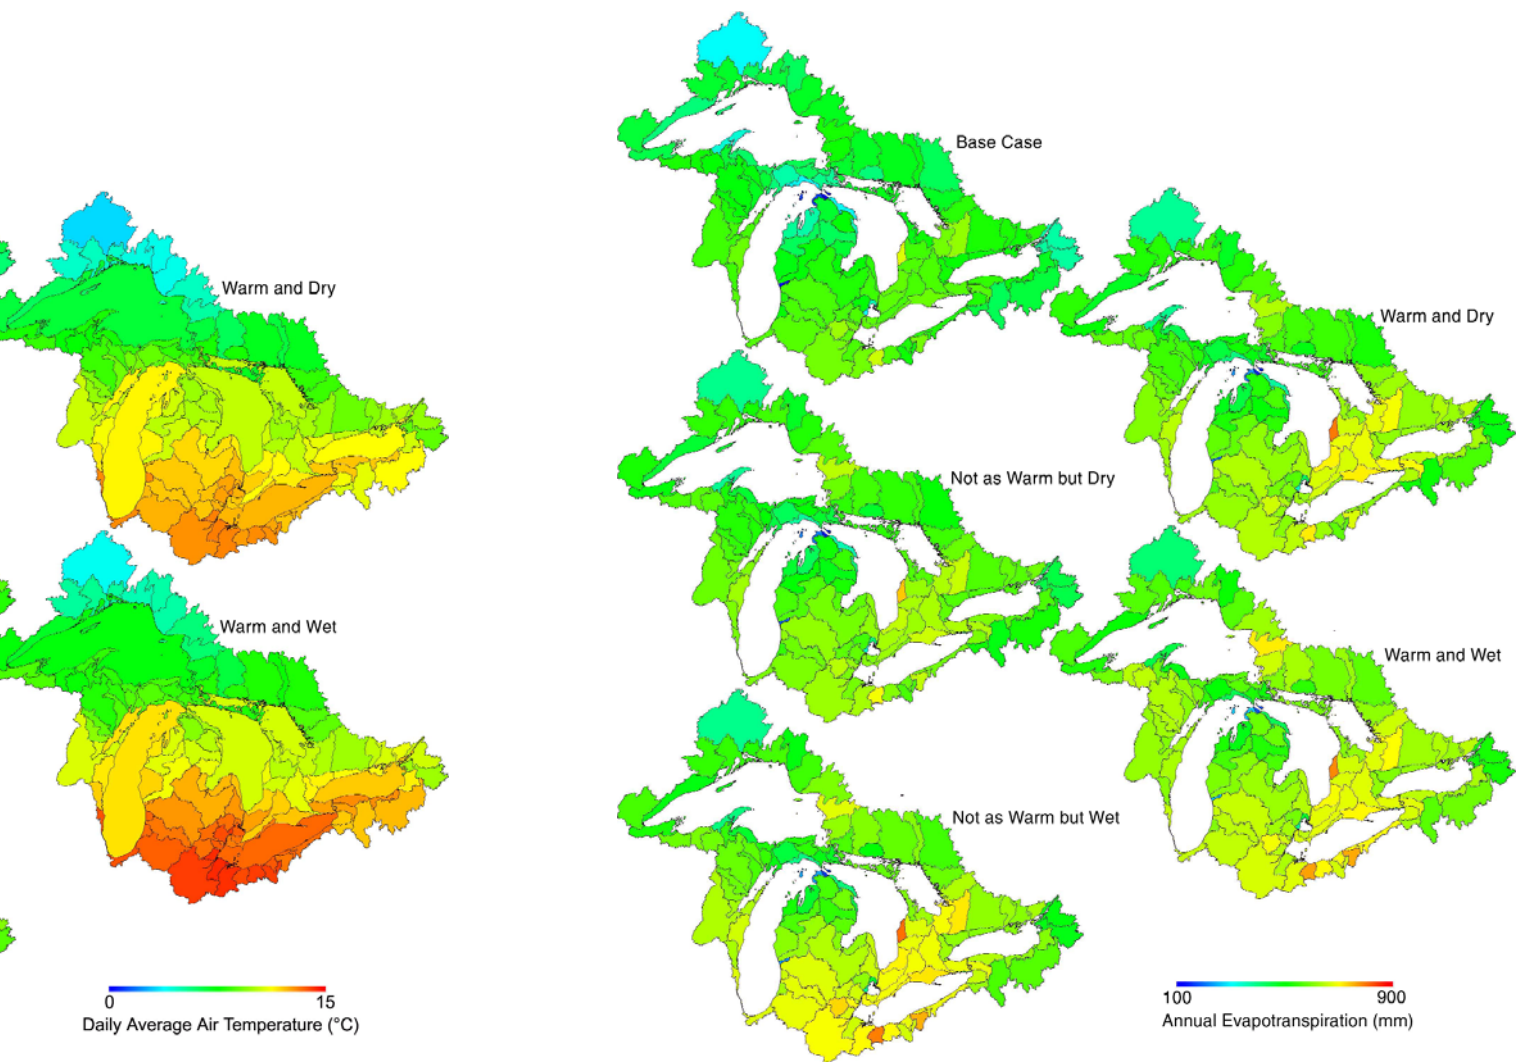 Base Case
Warm and Dry
Warm and Dry
Not as Warm but Dry
Warm and Wet
Warm and Wet
Not as Warm but Wet
0 15
Daily Average Air Temperature (°C)
100 900
Annual Evapotranspiration (mm)